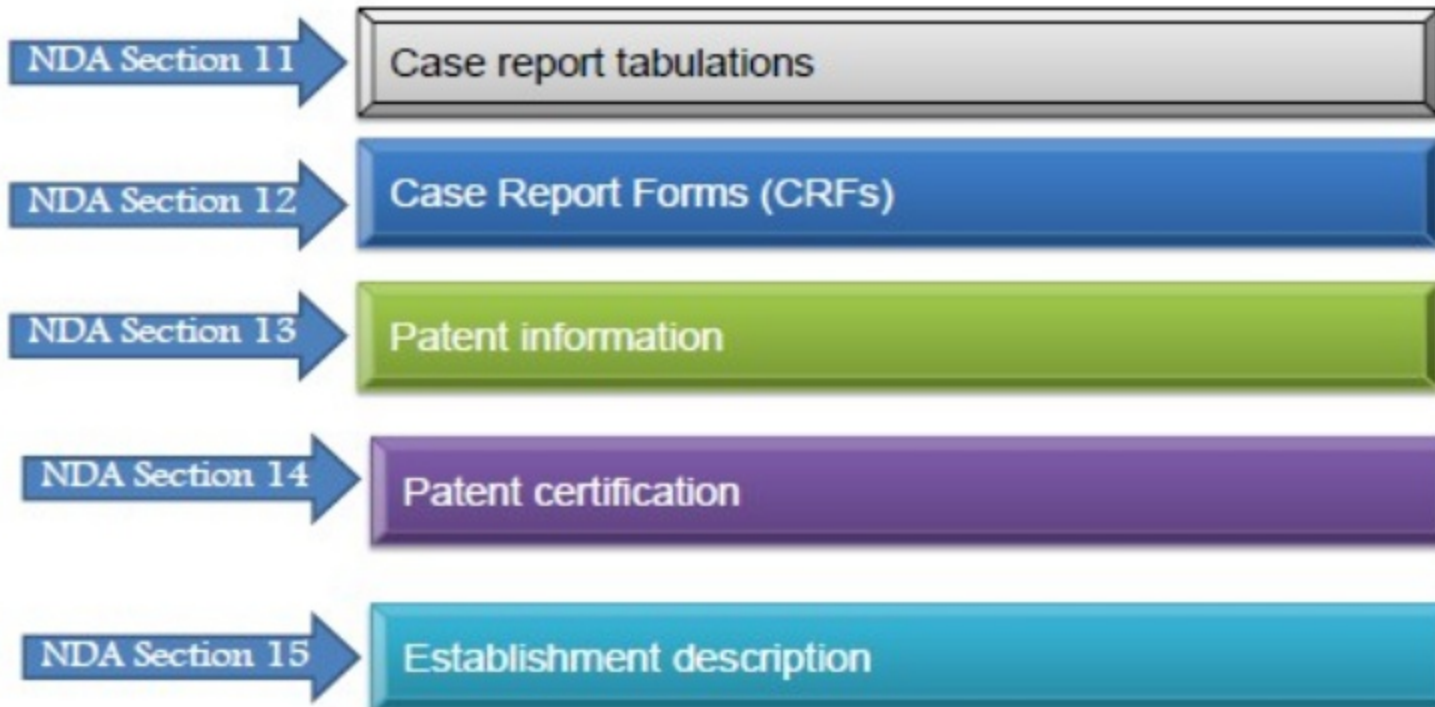 NDA Section 11
Case report tabulations
NDA Section 12
Case Report Forms (CRFs)
NDA Section 13
Patent information
NDA Section 14
Patent certification
NDA Section 15
Establishment description